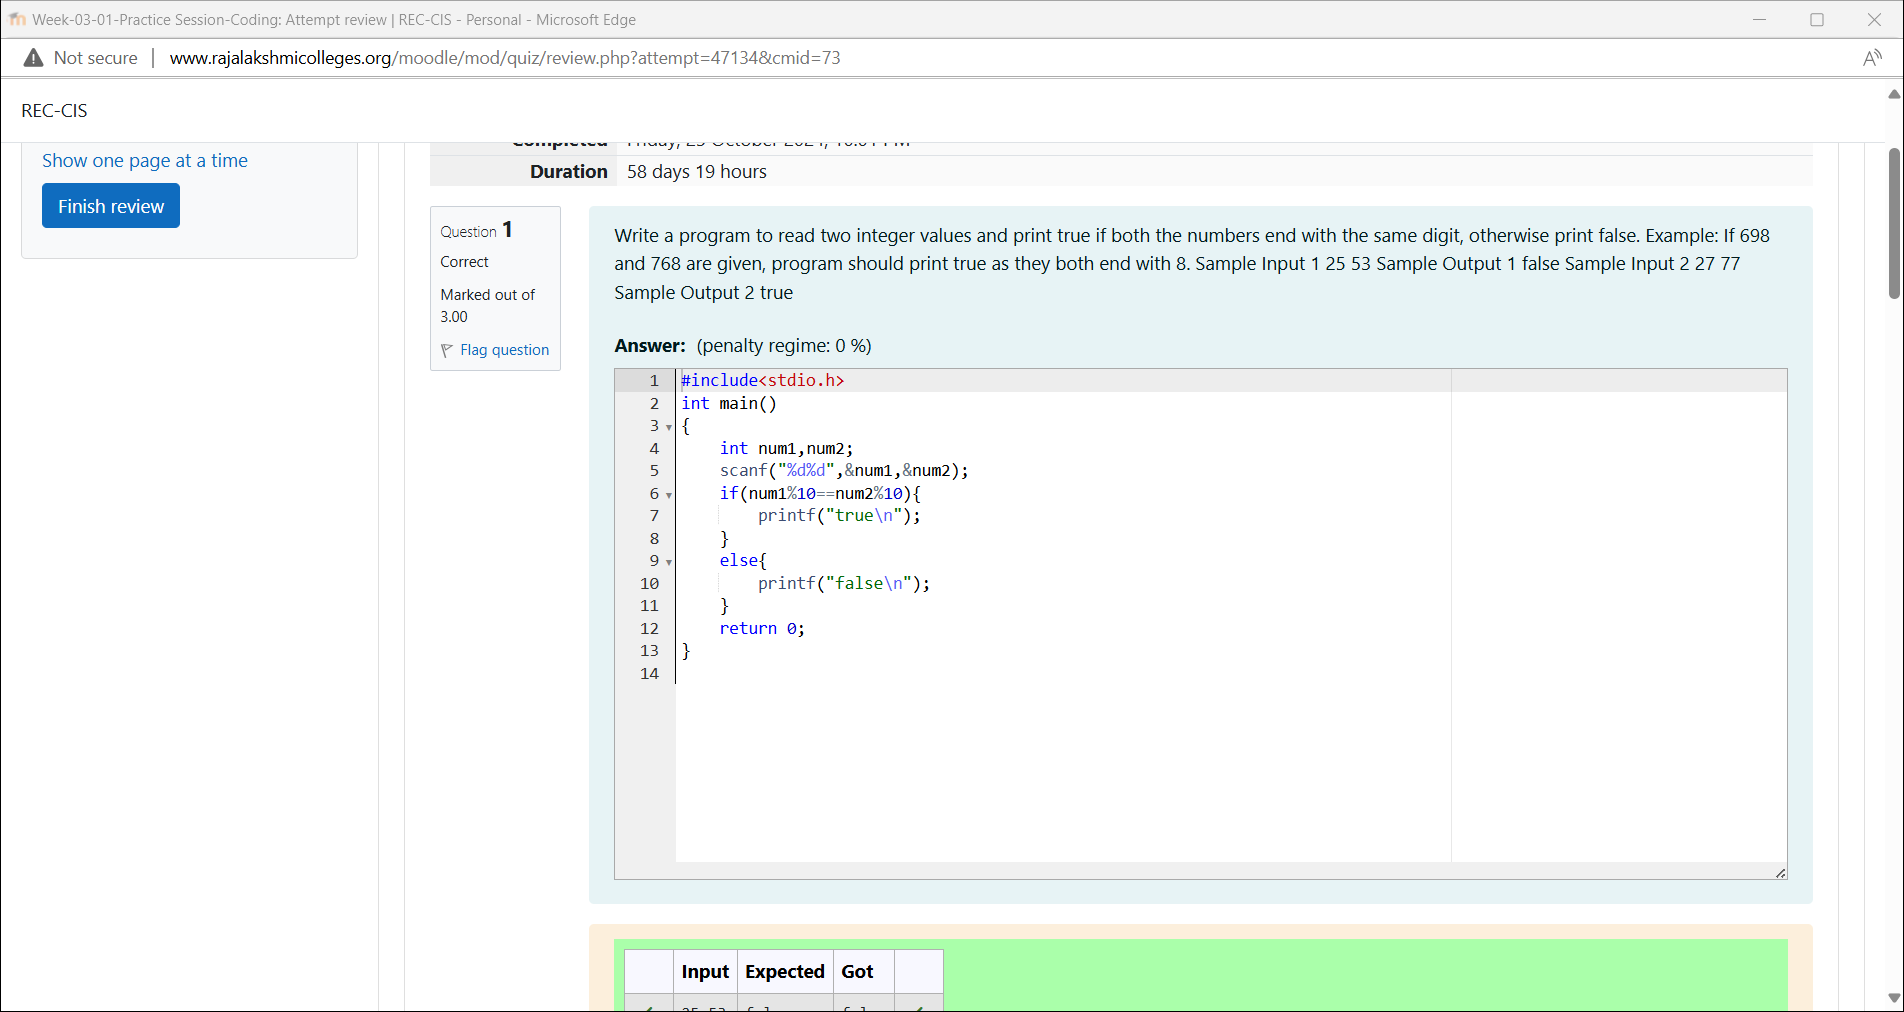 Week-03-01-Practice Session-Coding: Attempt review | REC-CIS - Personal - Microsoft Edge
Not secure | www.rajalakshmicolleges.org/moodle/mod/quiz/review.php?attempt=47134&cmid=73
REC-CIS
Show one page at a time
Finish review
Duration 58 days 19 hours
Question 1
Correct
Marked out of
3.00
Flag question
Write a program to read two integer values and print true if both the numbers end with the same digit, otherwise print false. Example: If 698
and 768 are given, program should print true as they both end with 8. Sample Input 1 25 53 Sample Output 1 false Sample Input 2 27 77
Sample Output 2 true
Answer: (penalty regime: 0 %)
1 #include<stdio.h>
2 int main()
3 {
4 int num1,num2;
5 scanf("%d%d",&num1,&num2);
6 if(num1%10==num2%10){
7 printf("true\n");
8 }
9 else{
10 printf("false\n");
11 }
12 return 0;
13 }
14
Input Expected Got